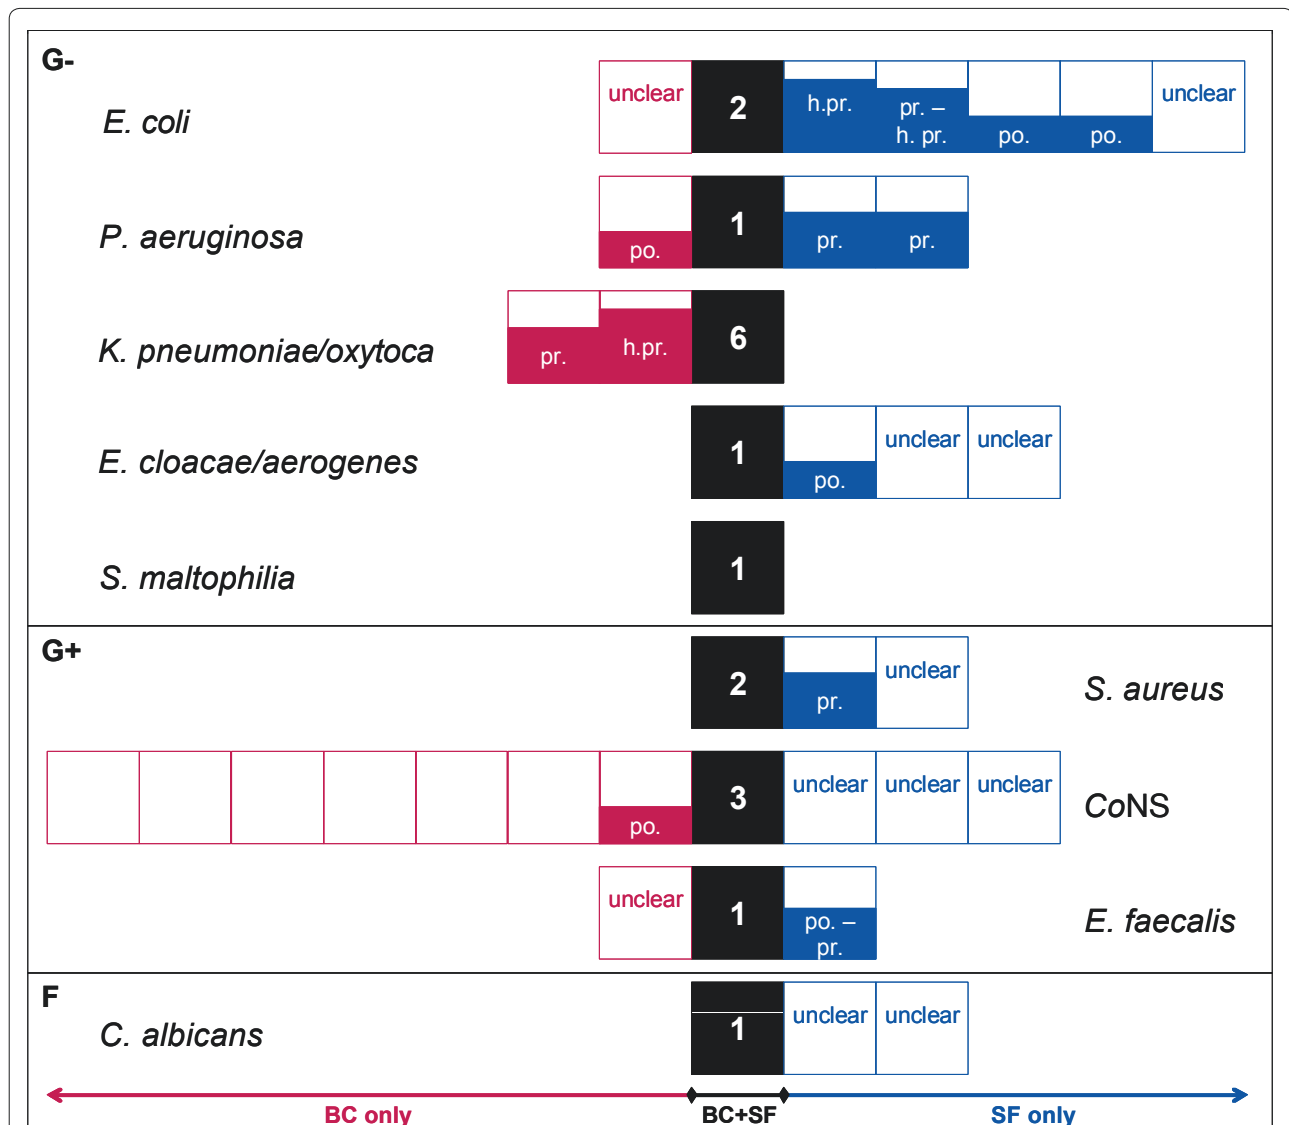 G-
E. coli
unclear
2
h.pr.
pr. –
h. pr.
po.
po.
unclear
P. aeruginosa
po.
1
pr.
pr.
K. pneumoniae/oxytoca
pr.
h.pr.
6
E. cloacae/aerogenes
1
po.
unclear
unclear
S. maltophilia
1
G+
2
pr.
unclear
S. aureus
po.
3
unclear
unclear
unclear
CoNS
unclear
1
po. –
pr.
E. faecalis
F
C. albicans
1
unclear
unclear
BC only
BC+SF
SF only